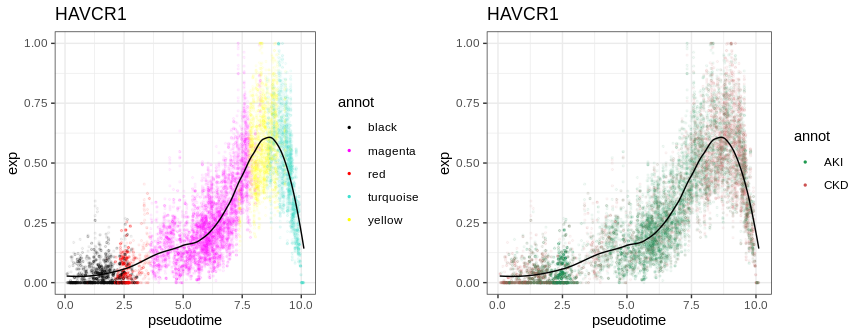 HAVCR1
1.00
0.75
0.50
0.25
0.00
exp
0.0
2.5
5.0
7.5
10.0
pseudotime
annot
black
magenta
red
turquoise
yellow
HAVCR1
1.00
0.75
0.50
0.25
0.00
exp
0.0
2.5
5.0
7.5
10.0
pseudotime
annot
AKI
CKD